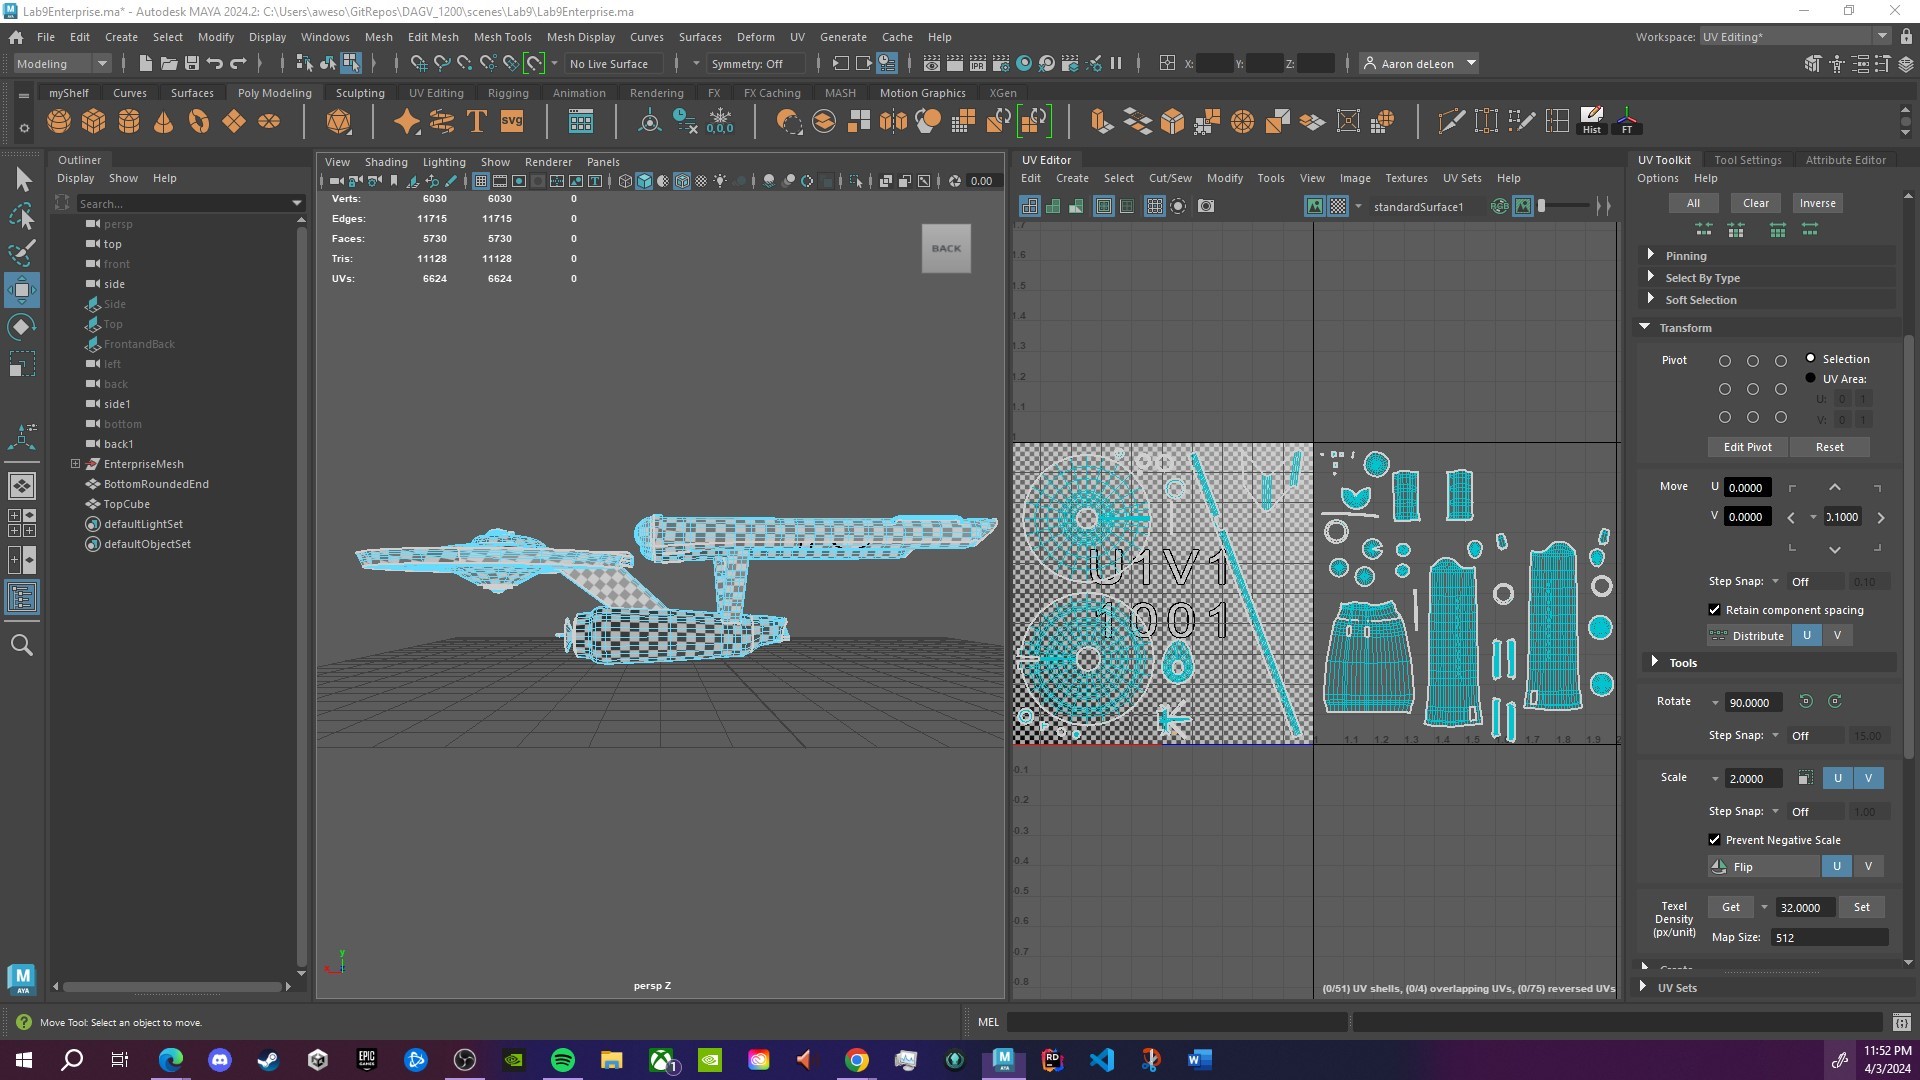 Lab9Enterprise.ma* - Autodesk MAYA 2024.2: C:\Users\aweso\GitRepos\DAGV_1200\scenes\Lab9\Lab9Enterprise.ma
File Edit Create Select Modify Display Windows Mesh Edit Mesh Mesh Tools Mesh Display Curves Surfaces Deform UV Generate Cache Help
Workspace: UV Editing*
Modeling No Live Surface Symmetry: Off IPR X: Y: Z: Aaron deLeon
myShelf Curves Surfaces Poly Modeling Sculpting UV Editing Rigging Animation Rendering FX FX Caching MASH Motion Graphics XGen
T SVG 0,0,0 Hist FT
Outliner
Display Show Help
Search...
persp
top
front
side
Side
Top
FrontandBack
left
back
side1
bottom
back1
EnterpriseMesh
BottomRoundedEnd
TopCube
defaultLightSet
defaultObjectSet
View Shading Lighting Show Renderer Panels
0.00
Verts: 6030 6030 0
Edges: 11715 11715 0
Faces: 5730 5730 0
Tris: 11128 11128 0
UVs: 6624 6624 0
BACK
y
persp Z
UV Editor
Edit Create Select Cut/Sew Modify Tools View Image Textures UV Sets Help
standardSurface1
RGB
1.7
1.6
1.5
1.4
1.3
1.2
1.1
1
U1V1
1001
1 1.1 1.2 1.3 1.4 1.5 1.6 1.7 1.8 1.9
-0.1
-0.2
-0.3
-0.4
-0.5
-0.6
-0.7
-0.8
(0/51) UV shells, (0/4) overlapping UVs, (0/75) reversed UVs
UV Toolkit Tool Settings Attribute Editor
Options Help
All Clear Inverse
Pinning
Select By Type
Soft Selection
Transform
Pivot Selection
UV Area:
U: 0 1
V: 0 1
Edit Pivot Reset
Move U 0.0000
V 0.0000 0.1000
Step Snap: Off 0.10
Retain component spacing
Distribute U V
Tools
Rotate 90.0000
Step Snap: Off 15.00
Scale 2.0000 U V
Step Snap: Off 1.00
Prevent Negative Scale
Flip U V
Texel Density (px/unit) Get 32.0000 Set
Map Size: 512
UV Sets
M
AYA
Move Tool: Select an object to move.
MEL
EPIC GAMES
1
RD
W
11:52 PM
4/3/2024